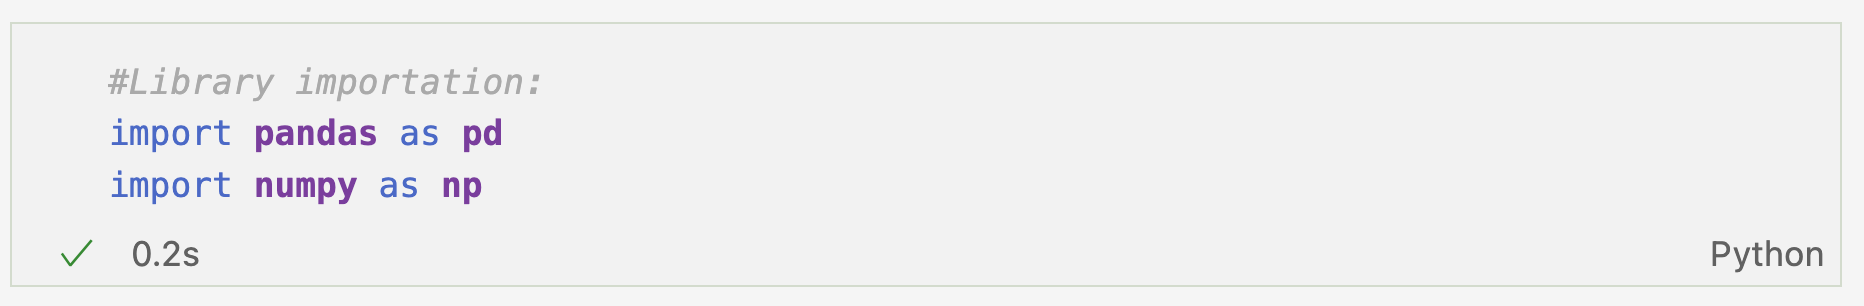 #Library importation:
import pandas as pd
import numpy as np
0.2s
Python